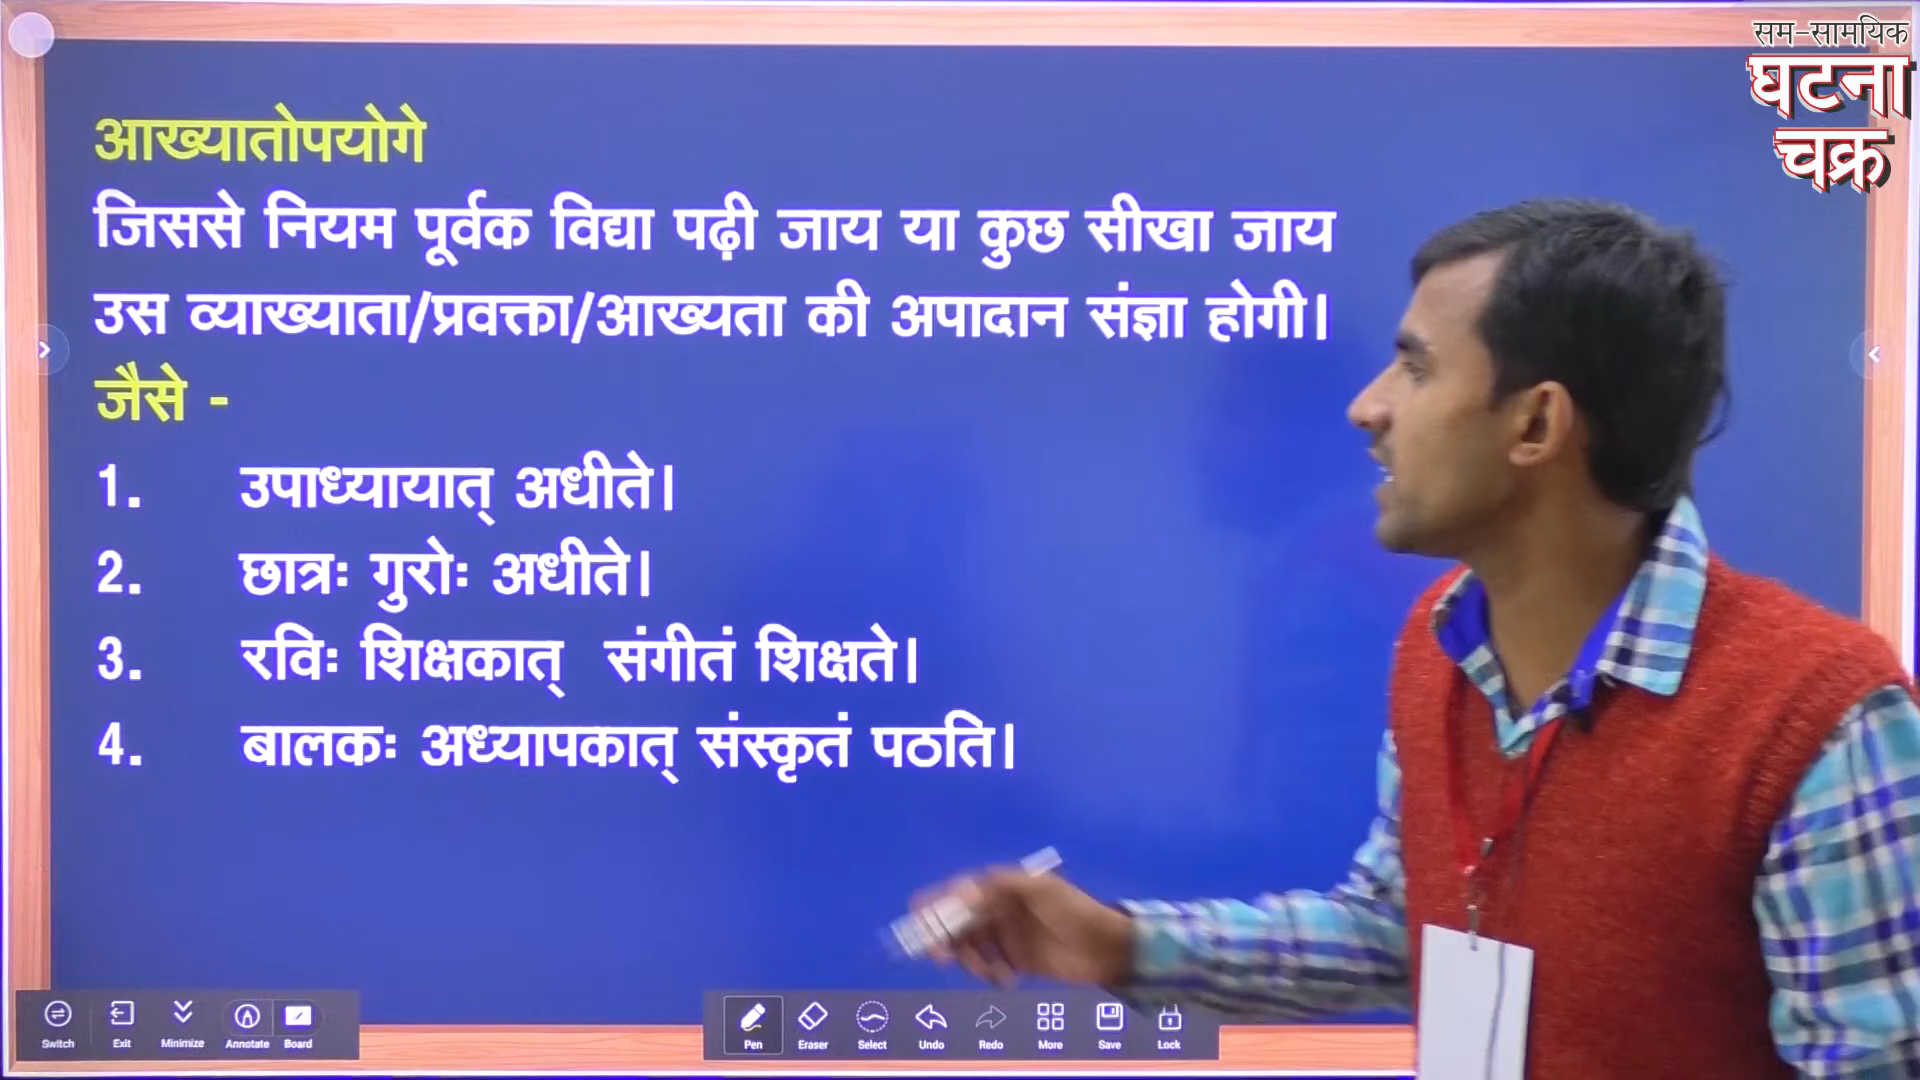 सम-सामयिक
घटना
चक्र
आख्यातोपयोगे
जिससे नियम पूर्वक विद्या पढ़ी जाय या कुछ सीखा जाय
उस व्याख्याता/प्रवक्ता/आख्यता की अपादान संज्ञा होगी।
जैसे -
1. उपाध्यायात् अधीते।
2. छात्रः गुरोः अधीते।
3. रविः शिक्षकात् संगीतं शिक्षते।
4. बालकः अध्यापकात् संस्कृतं पठति।
Switch Exit Minimize Annotate Board
Pen Eraser Select Undo Redo More Save Lock